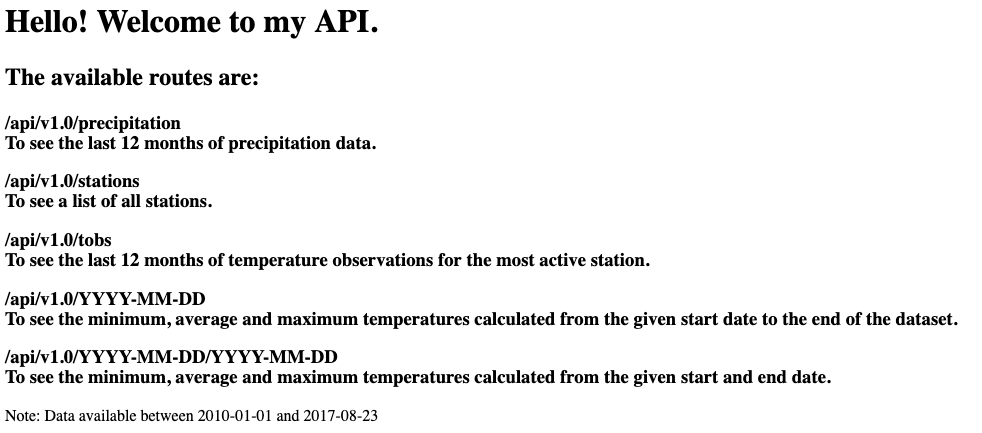 Hello! Welcome to my API.
The available routes are:
/api/v1.0/precipitation
To see the last 12 months of precipitation data.
/api/v1.0/stations
To see a list of all stations.
/api/v1.0/tobs
To see the last 12 months of temperature observations for the most active station.
/api/v1.0/YYYY-MM-DD
To see the minimum, average and maximum temperatures calculated from the given start date to the end of the dataset.
/api/v1.0/YYYY-MM-DD/YYYY-MM-DD
To see the minimum, average and maximum temperatures calculated from the given start and end date.
Note: Data available between 2010-01-01 and 2017-08-23